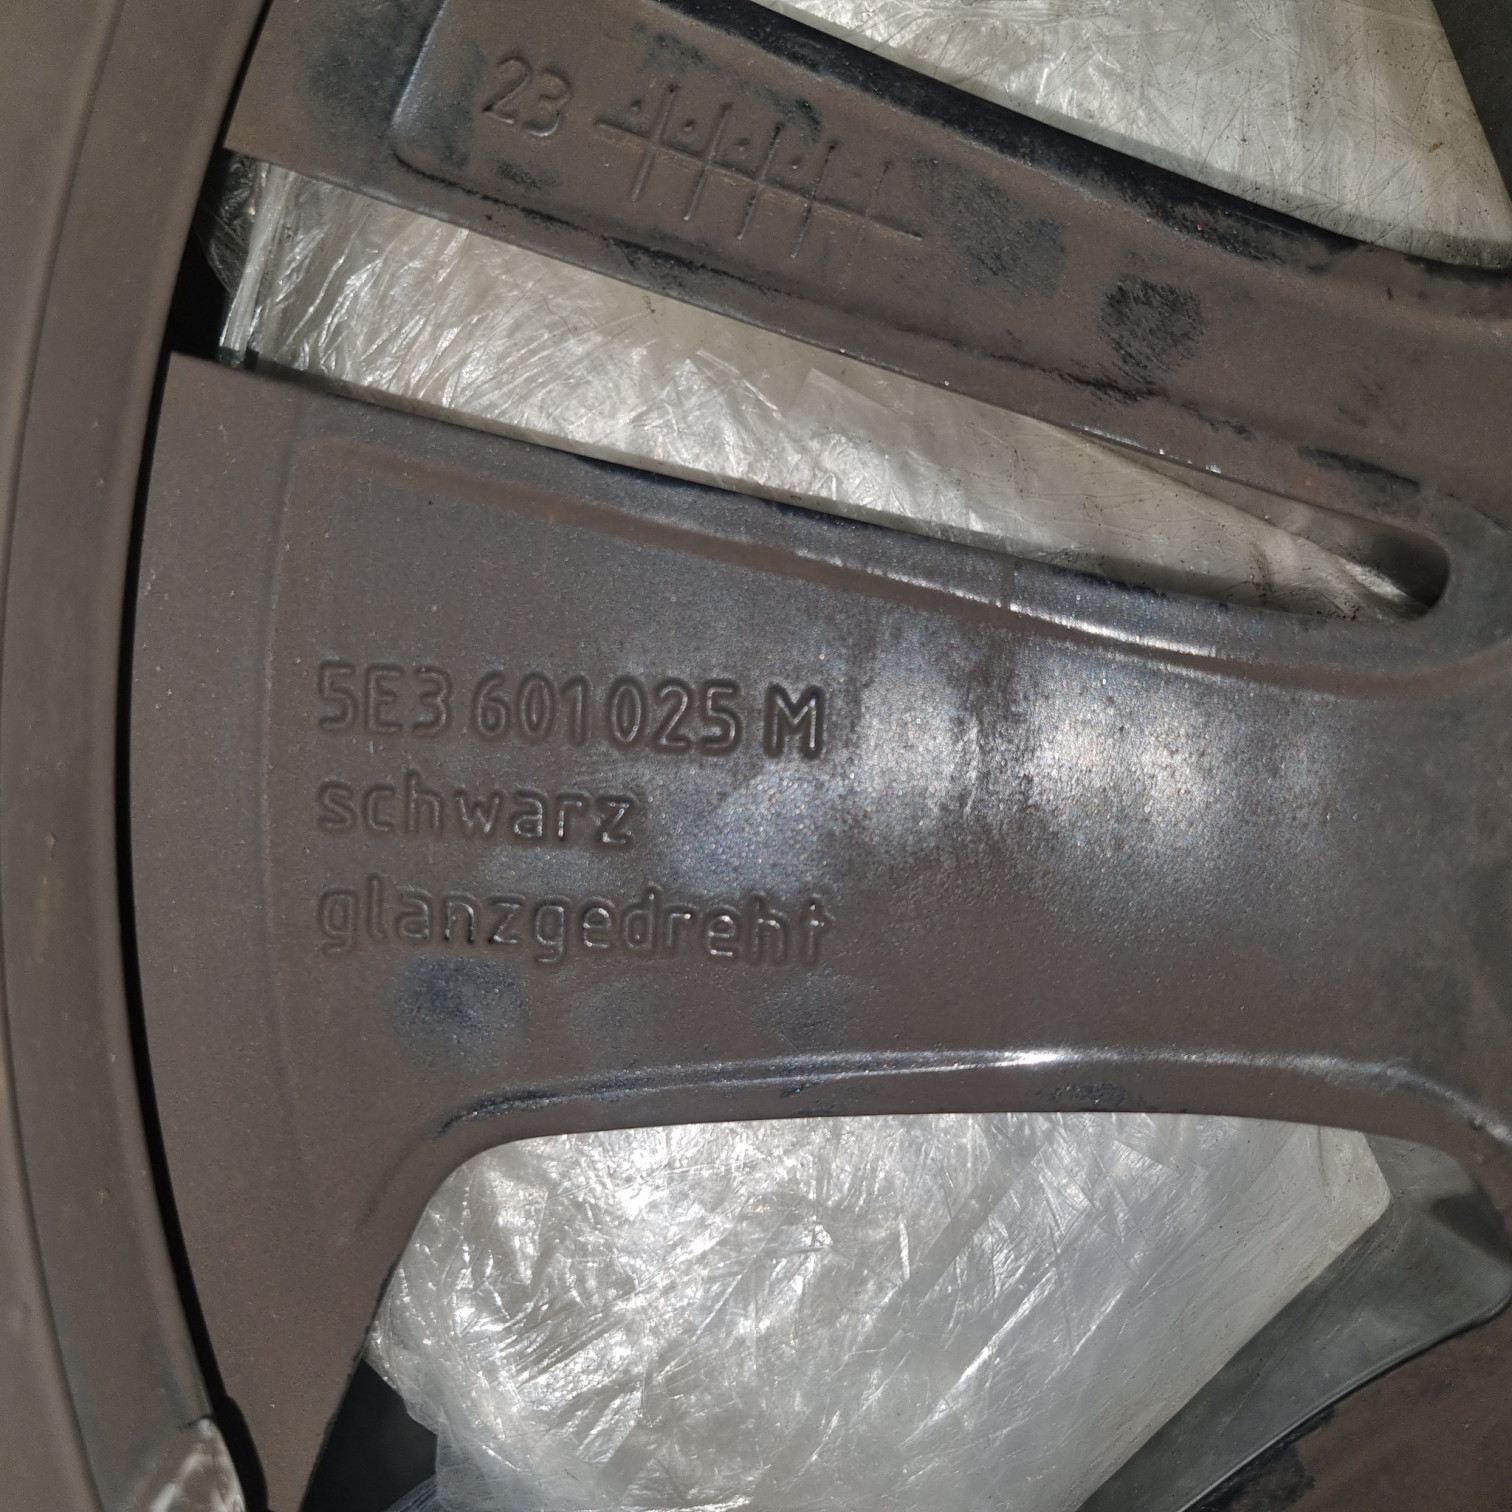 23
5E3 601 025 M
schwarz
glanzgedreht